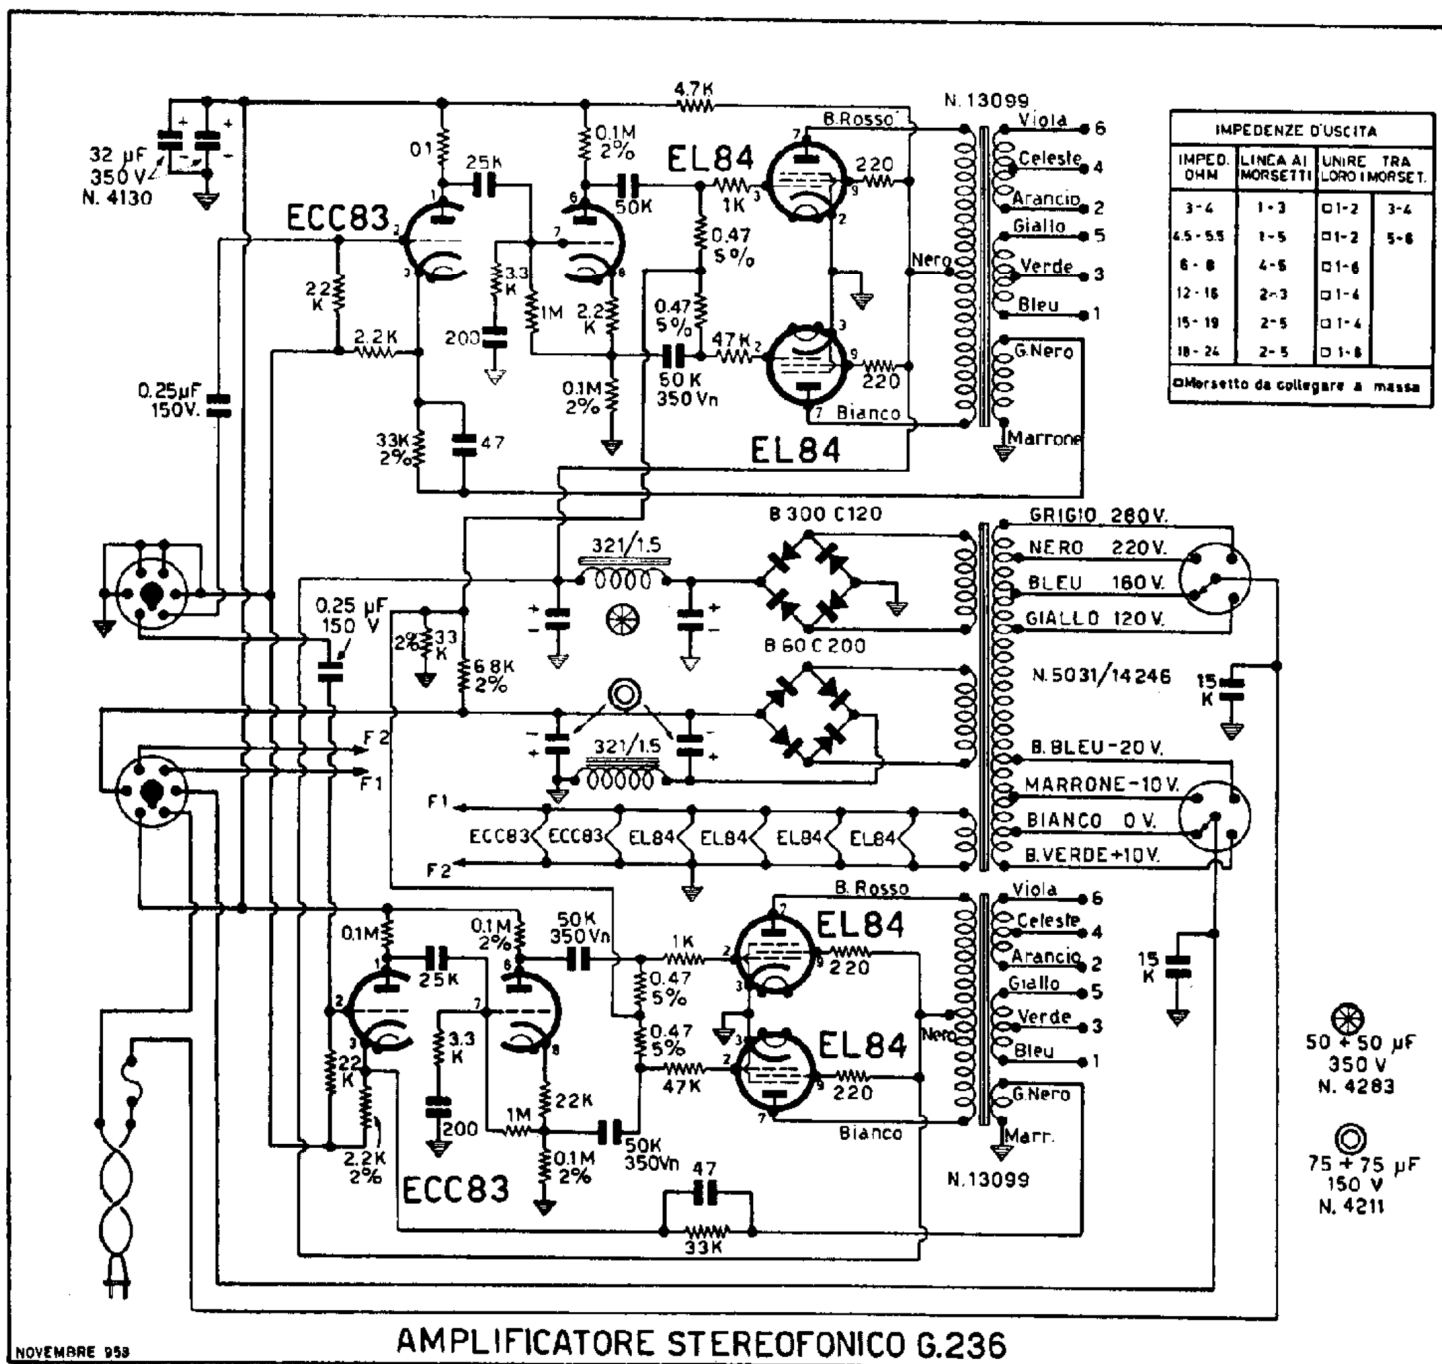 4.7K
N. 13099
B.Rosso
Viola 6
32 µF
350 V
N. 4130
01
25K
0.1M
2%
50K
EL84
1K
220
Celeste 4
Arancio 2
Giallo 5
Verde 3
Bleu 1
G.Nero
Marrone
Nero
Bianco
ECC83
22
K
3.3
K
1M
2.2
K
0.47
5%
0.47
5%
47K
220
200
2.2K
0.1M
2%
50K
350Vn
EL84
0.25µF
150V.
33K
2%
47
IMPEDENZE D'USCITA
IMPED. OHM LINEA AI MORSETTI UNIRE TRA LORO I MORSET.
3-4 1-3 □1-2 3-4
4.5-5.5 1-5 □1-2 5-6
6-8 4-5 □1-6
12-16 2-3 □1-4
15-19 2-5 □1-4
18-24 2-5 □1-6
□Morsetto da collegare a massa
B 300 C120
321/1.5
GRIGIO 280V.
NERO 220V.
BLEU 160V.
GIALLO 120V.
0.25 µF
150 V
2%
33
K
6.8K
2%
B 60 C 200
N.5031/14246
15
K
F2
F1
321/1.5
B.BLEU-20V.
MARRONE-10V.
BIANCO 0V.
B.VERDE+10V.
F1
ECC83 ECC83 EL84 EL84 EL84 EL84
F2
B. Rosso
Viola 6
Celeste 4
Arancio 2
Giallo 5
Verde 3
Bleu 1
G.Nero
Marr.
0.1M
0.1M
2%
50K
350Vn
25K
1K
EL84
220
0.47
5%
0.47
5%
Nero
EL84
47K
220
22
K
3.3
K
200
1M
22K
50K
350Vn
0.1M
2%
Bianco
2.2K
2%
ECC83
47
33K
N.13099
15
K
50 + 50 µF
350 V
N. 4283
75 + 75 µF
150 V
N. 4211
NOVEMBRE 958
AMPLIFICATORE STEREOFONICO G.236